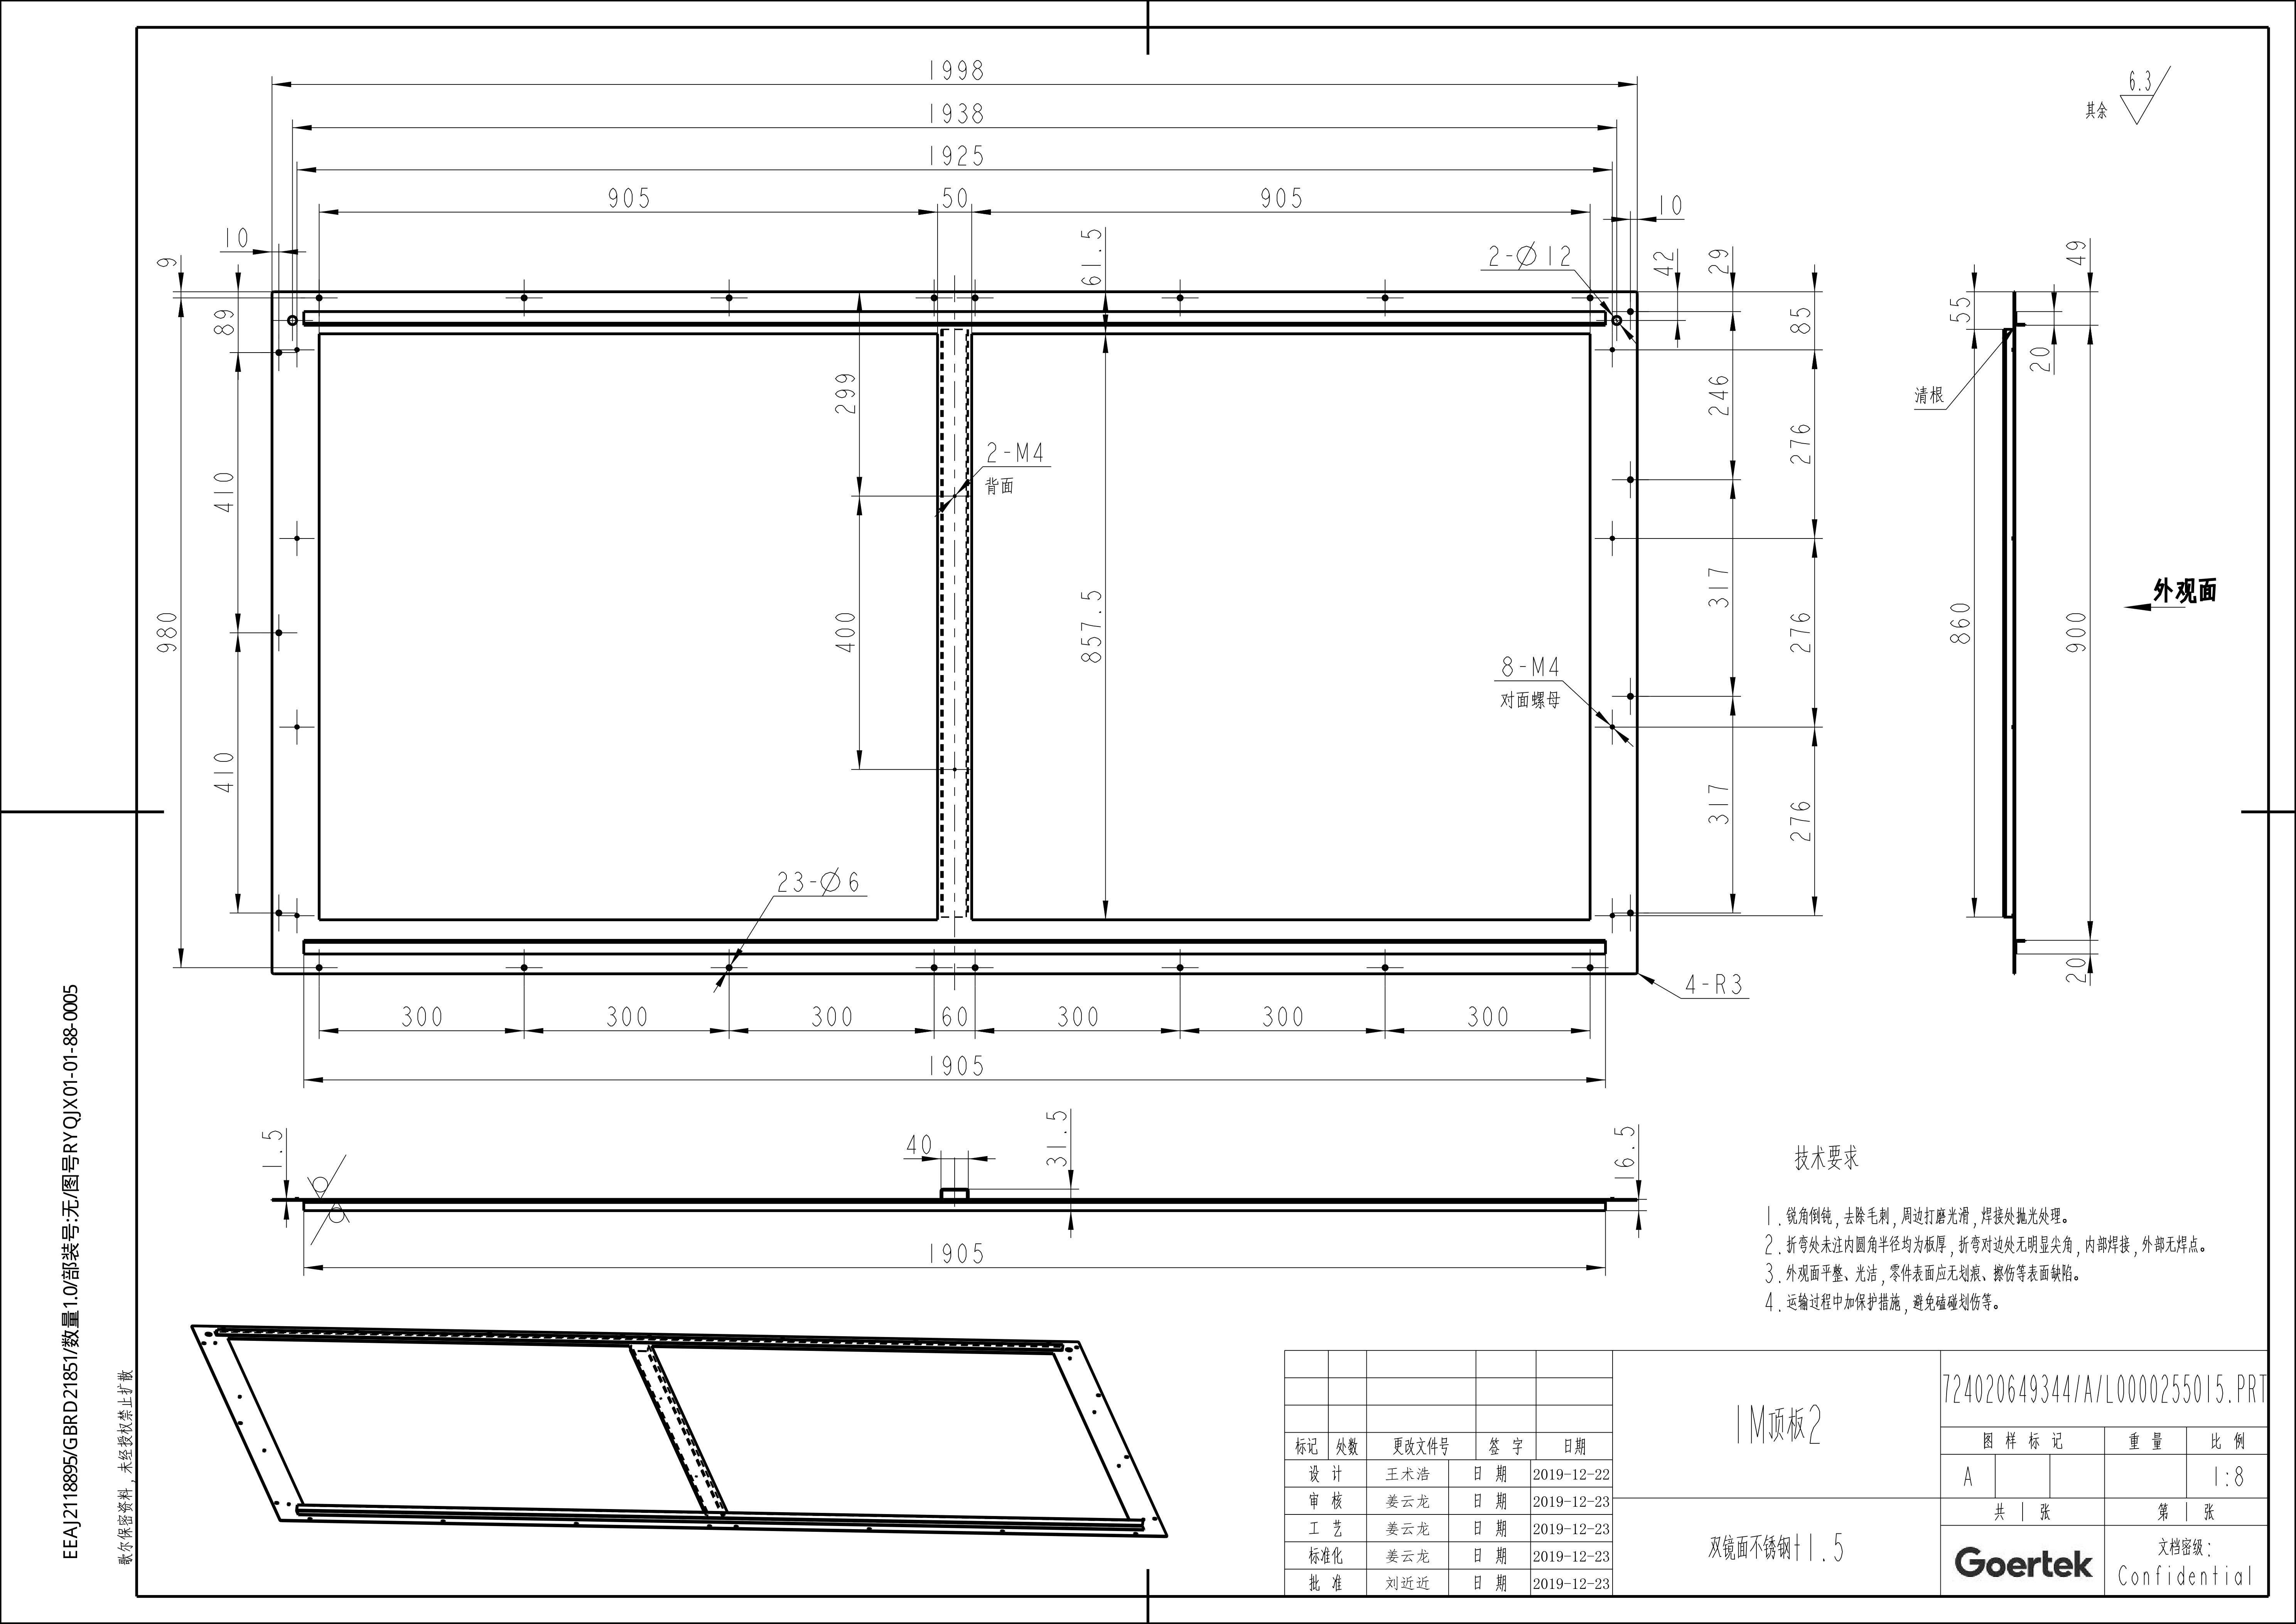 1998
1938
1925
905
50
905
10
10
9
89
410
410
980
61.5
2-Ø12
42
29
85
299
2-M4
背面
400
857.5
246
276
317
276
317
276
8-M4
对面螺母
23-Ø6
4-R3
300
300
300
60
300
300
300
1905
其余
6.3
49
55
20
清根
860
900
20
外观面
1.5
40
31.5
16.5
1905
技术要求
1.锐角倒钝,去除毛刺,周边打磨光滑,焊接处抛光处理。
2.折弯处未注内圆角半径均为板厚,折弯对边处无明显尖角,内部焊接,外部无焊点。
3.外观面平整、光洁,零件表面应无划痕、擦伤等表面缺陷。
4.运输过程中加保护措施,避免磕碰划伤等。
EEAJ2118895/GBRD21851/数量1.0/部装号:无/图号RYQJX01-01-88-0005
歌尔保密资料,未经授权禁止扩散
标记 处数 更改文件号 签 字 日期
设 计 王术浩 日 期 2019-12-22
审 核 姜云龙 日 期 2019-12-23
工 艺 姜云龙 日 期 2019-12-23
标准化 姜云龙 日 期 2019-12-23
批 准 刘近近 日 期 2019-12-23
1M顶板2
双镜面不锈钢t1.5
724020649344/A/L0000255015.PRT
图 样 标 记 重 量 比 例
A 1:8
共 1 张 第 1 张
Goertek
文档密级:
Confidential